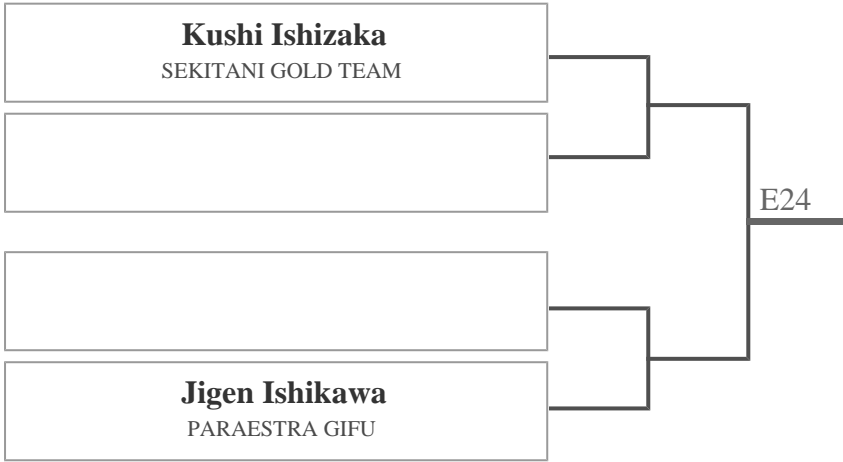 Kushi Ishizaka
SEKITANI GOLD TEAM
E24
Jigen Ishikawa
PARAESTRA GIFU